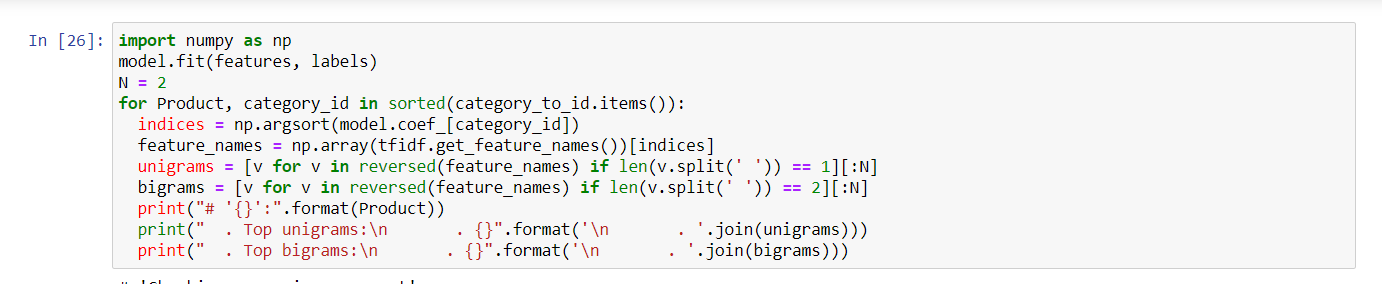 In [26]: import numpy as np
model.fit(features, labels)
N = 2
for Product, category_id in sorted(category_to_id.items()):
  indices = np.argsort(model.coef_[category_id])
  feature_names = np.array(tfidf.get_feature_names())[indices]
  unigrams = [v for v in reversed(feature_names) if len(v.split(' ')) == 1][:N]
  bigrams = [v for v in reversed(feature_names) if len(v.split(' ')) == 2][:N]
  print("# '{}':".format(Product))
  print("  . Top unigrams:\n       . {}".format('\n       . '.join(unigrams)))
  print("  . Top bigrams:\n       . {}".format('\n       . '.join(bigrams)))